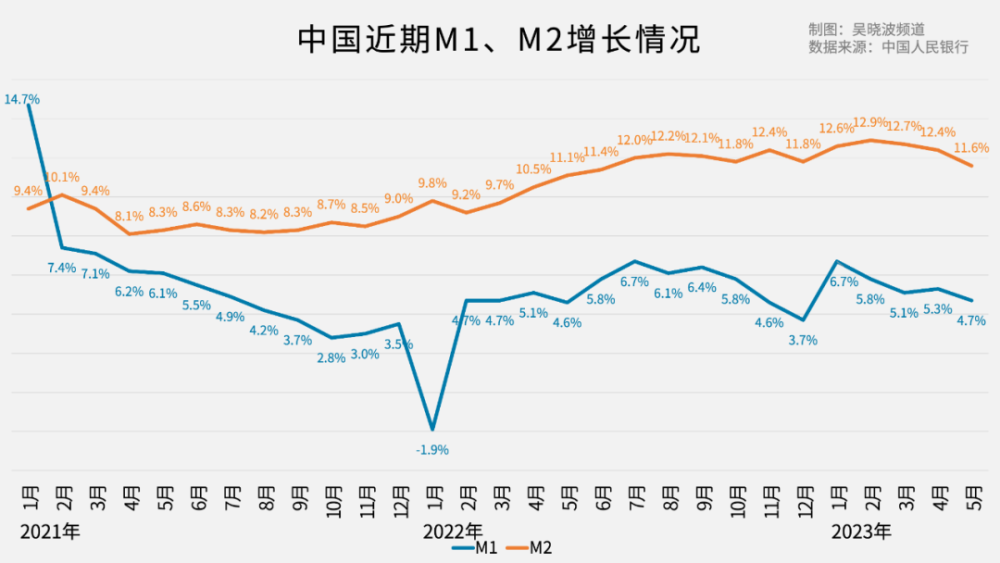 中国近期M1、M2增长情况
制图：吴晓波频道
数据来源：中国人民银行
14.7%
9.4% 10.1% 9.4% 8.1% 8.3% 8.6% 8.3% 8.2% 8.3% 8.7% 8.5% 9.0% 9.8% 9.2% 9.7% 10.5% 11.1% 11.4% 12.0% 12.2% 12.1% 11.8% 12.4% 11.8% 12.6% 12.9% 12.7% 12.4% 11.6%
7.4% 7.1% 6.2% 6.1% 5.5% 4.9% 4.2% 3.7% 2.8% 3.0% 3.5% -1.9% 4.7% 4.7% 5.1% 4.6% 5.8% 6.7% 6.1% 6.4% 5.8% 4.6% 3.7% 6.7% 5.8% 5.1% 5.3% 4.7%
1月 2月 3月 4月 5月 6月 7月 8月 9月 10月 11月 12月 1月 2月 3月 4月 5月 6月 7月 8月 9月 10月 11月 12月 1月 2月 3月 4月 5月
2021年 2022年 2023年
M1 M2